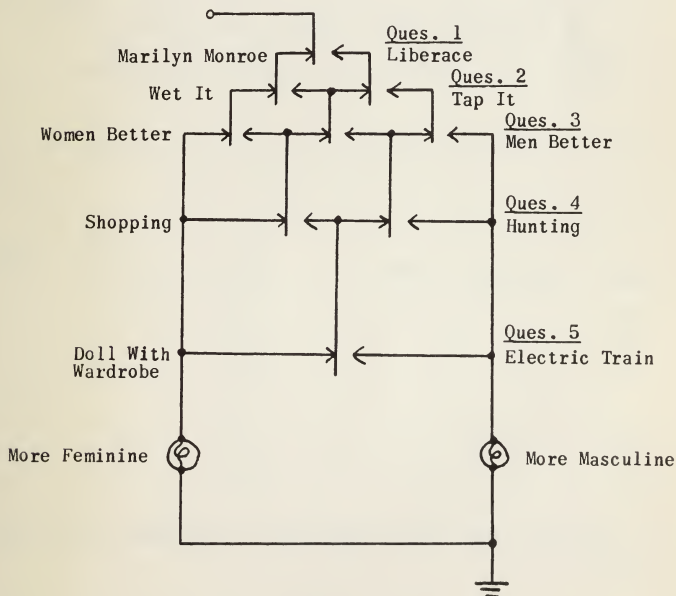 Ques. 1
Marilyn Monroe
Liberace
Ques. 2
Wet It
Tap It
Ques. 3
Women Better
Men Better
Ques. 4
Shopping
Hunting
Ques. 5
Doll With
Wardrobe
Electric Train
More Feminine
More Masculine